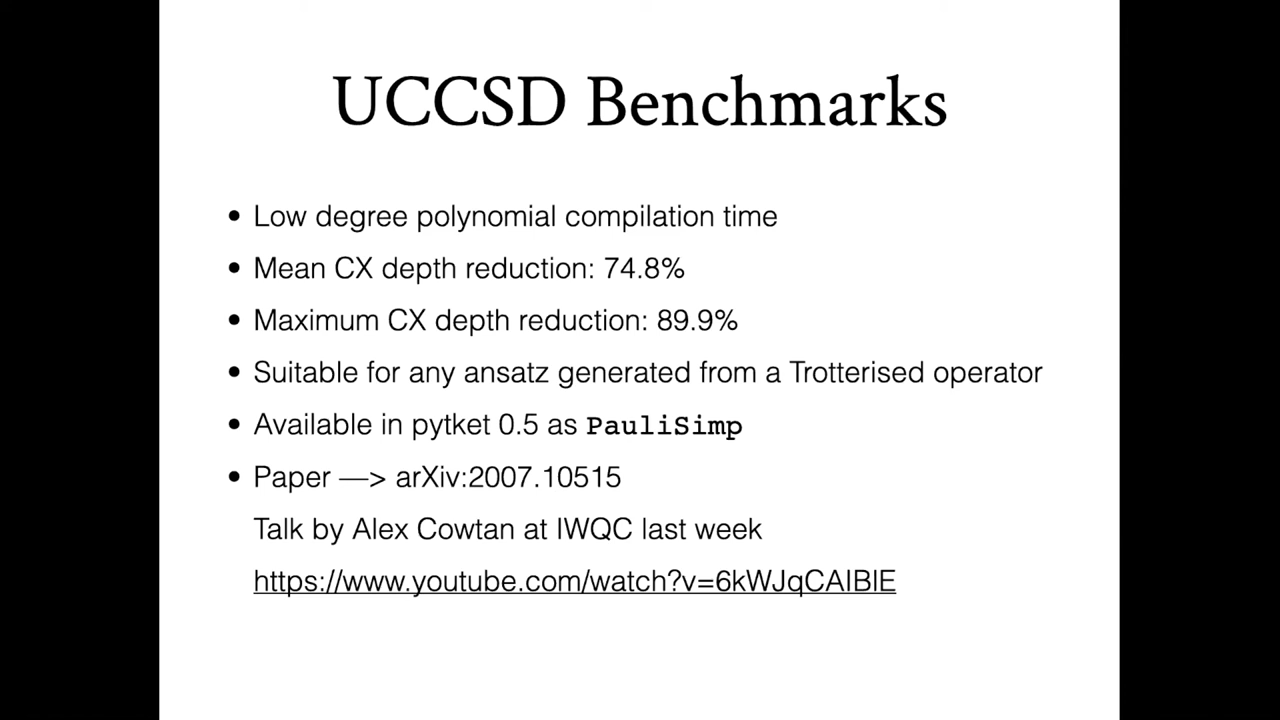 UCCSD Benchmarks
• Low degree polynomial compilation time
• Mean CX depth reduction: 74.8%
• Maximum CX depth reduction: 89.9%
• Suitable for any ansatz generated from a Trotterised operator
• Available in pytket 0.5 as PauliSimp
• Paper —> arXiv:2007.10515
Talk by Alex Cowtan at IWQC last week
https://www.youtube.com/watch?v=6kWJqCAIBlE